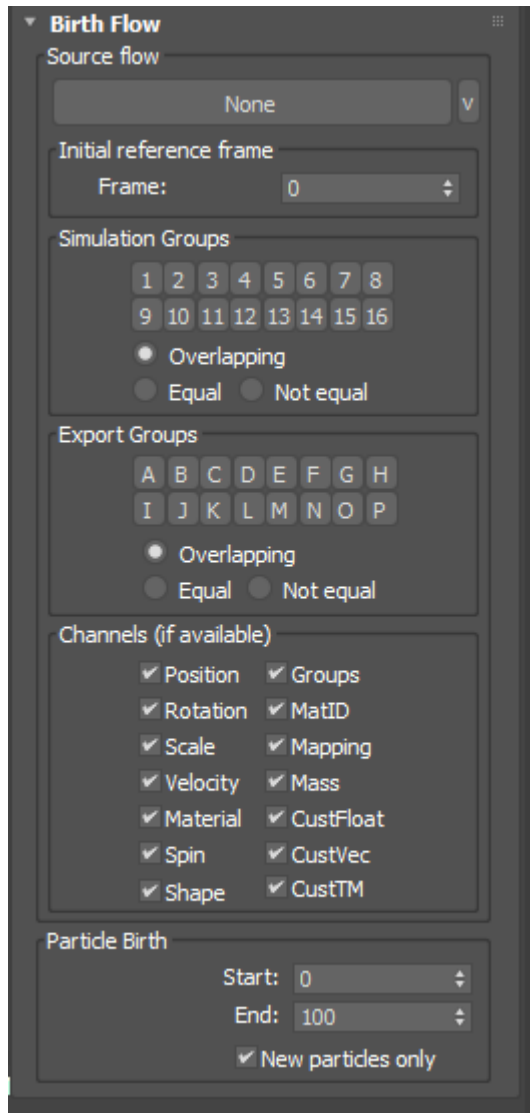 Birth Flow
Source flow
None v
Initial reference frame
Frame: 0
Simulation Groups
1 2 3 4 5 6 7 8
9 10 11 12 13 14 15 16
Overlapping
Equal Not equal
Export Groups
A B C D E F G H
I J K L M N O P
Overlapping
Equal Not equal
Channels (if available)
Position Groups
Rotation MatID
Scale Mapping
Velocity Mass
Material CustFloat
Spin CustVec
Shape CustTM
Particle Birth
Start: 0
End: 100
New particles only